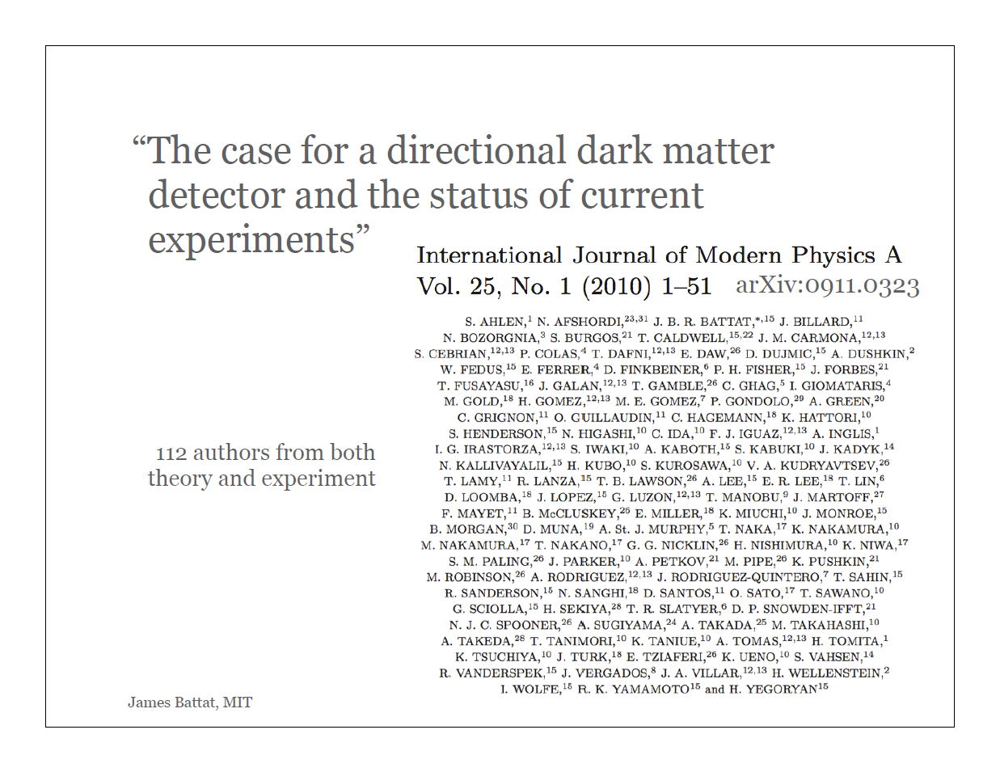 “The case for a directional dark matter
detector and the status of current
experiments”
International Journal of Modern Physics A
Vol. 25, No. 1 (2010) 1–51 arXiv:0911.0323
S. AHLEN,¹ N. AFSHORDI,²³,³¹ J. B. R. BATTAT,*,¹⁵ J. BILLARD,¹¹
N. BOZORGNIA,³ S. BURGOS,²¹ T. CALDWELL,¹⁵,²² J. M. CARMONA,¹²,¹³
S. CEBRIAN,¹²,¹³ P. COLAS,⁴ T. DAFNI,¹²,¹³ E. DAW,²⁶ D. DUJMIC,¹⁵ A. DUSHKIN,²
W. FEDUS,¹⁵ E. FERRER,⁴ D. FINKBEINER,⁶ P. H. FISHER,¹⁵ J. FORBES,²¹
T. FUSAYASU,¹⁶ J. GALAN,¹²,¹³ T. GAMBLE,²⁶ C. GHAG,⁵ I. GIOMATARIS,⁴
M. GOLD,¹⁸ H. GOMEZ,¹²,¹³ M. E. GOMEZ,⁷ P. GONDOLO,²⁹ A. GREEN,²⁰
C. GRIGNON,¹¹ O. GUILLAUDIN,¹¹ C. HAGEMANN,¹⁸ K. HATTORI,¹⁰
S. HENDERSON,¹⁵ N. HIGASHI,¹⁰ C. IDA,¹⁰ F. J. IGUAZ,¹²,¹³ A. INGLIS,¹
I. G. IRASTORZA,¹²,¹³ S. IWAKI,¹⁰ A. KABOTH,¹⁵ S. KABUKI,¹⁰ J. KADYK,¹⁴
N. KALLIVAYALIL,¹⁵ H. KUBO,¹⁰ S. KUROSAWA,¹⁰ V. A. KUDRYAVTSEV,²⁶
T. LAMY,¹¹ R. LANZA,¹⁵ T. B. LAWSON,²⁶ A. LEE,¹⁵ E. R. LEE,¹⁸ T. LIN,⁶
D. LOOMBA,¹⁸ J. LOPEZ,¹⁵ G. LUZON,¹²,¹³ T. MANOBU,⁹ J. MARTOFF,²⁷
F. MAYET,¹¹ B. McCLUSKEY,²⁶ E. MILLER,¹⁸ K. MIUCHI,¹⁰ J. MONROE,¹⁵
B. MORGAN,³⁰ D. MUNA,¹⁹ A. St. J. MURPHY,⁵ T. NAKA,¹⁷ K. NAKAMURA,¹⁰
M. NAKAMURA,¹⁷ T. NAKANO,¹⁷ G. G. NICKLIN,²⁶ H. NISHIMURA,¹⁰ K. NIWA,¹⁷
S. M. PALING,²⁶ J. PARKER,¹⁰ A. PETKOV,²¹ M. PIPE,²⁶ K. PUSHKIN,²¹
M. ROBINSON,²⁶ A. RODRIGUEZ,¹²,¹³ J. RODRIGUEZ-QUINTERO,⁷ T. SAHIN,¹⁵
R. SANDERSON,¹⁵ N. SANGHI,¹⁸ D. SANTOS,¹¹ O. SATO,¹⁷ T. SAWANO,¹⁰
G. SCIOLLA,¹⁵ H. SEKIYA,²⁸ T. R. SLATYER,⁶ D. P. SNOWDEN-IFFT,²¹
N. J. C. SPOONER,²⁶ A. SUGIYAMA,²⁴ A. TAKADA,²⁵ M. TAKAHASHI,¹⁰
A. TAKEDA,²⁸ T. TANIMORI,¹⁰ K. TANIUE,¹⁰ A. TOMAS,¹²,¹³ H. TOMITA,¹
K. TSUCHIYA,¹⁰ J. TURK,¹⁸ E. TZIAFERI,²⁶ K. UENO,¹⁰ S. VAHSEN,¹⁴
R. VANDERSPEK,¹⁵ J. VERGADOS,⁸ J. A. VILLAR,¹²,¹³ H. WELLENSTEIN,²
I. WOLFE,¹⁵ R. K. YAMAMOTO¹⁵ and H. YEGORYAN¹⁵
112 authors from both
theory and experiment
James Battat, MIT